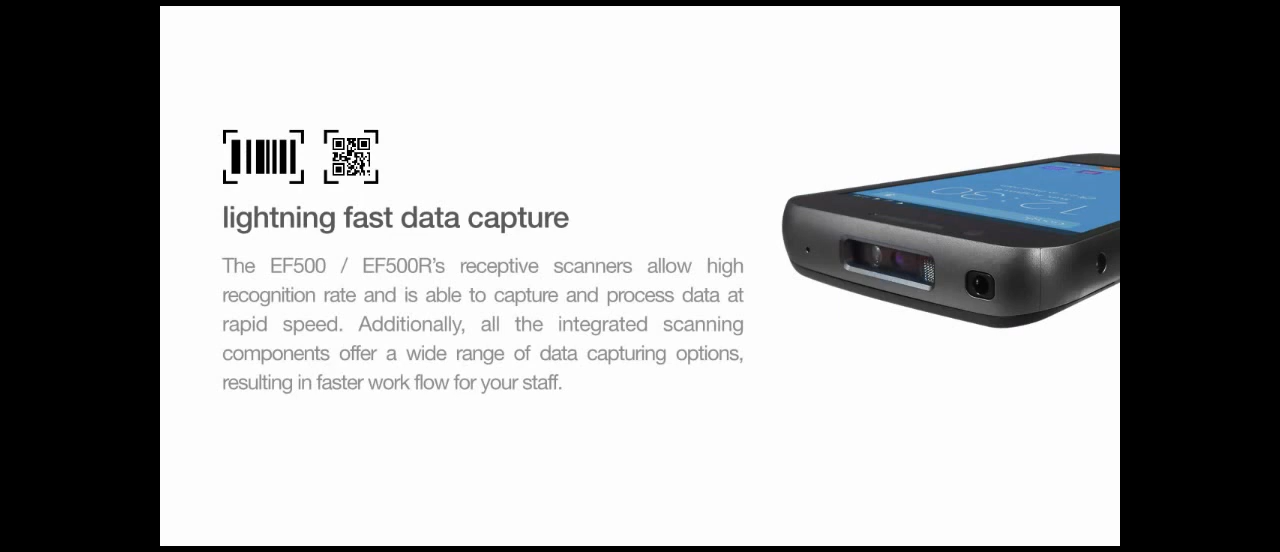 lightning fast data capture
The EF500 / EF500R’s receptive scanners allow high
recognition rate and is able to capture and process data at
rapid speed. Additionally, all the integrated scanning
components offer a wide range of data capturing options,
resulting in faster work flow for your staff.
12:30